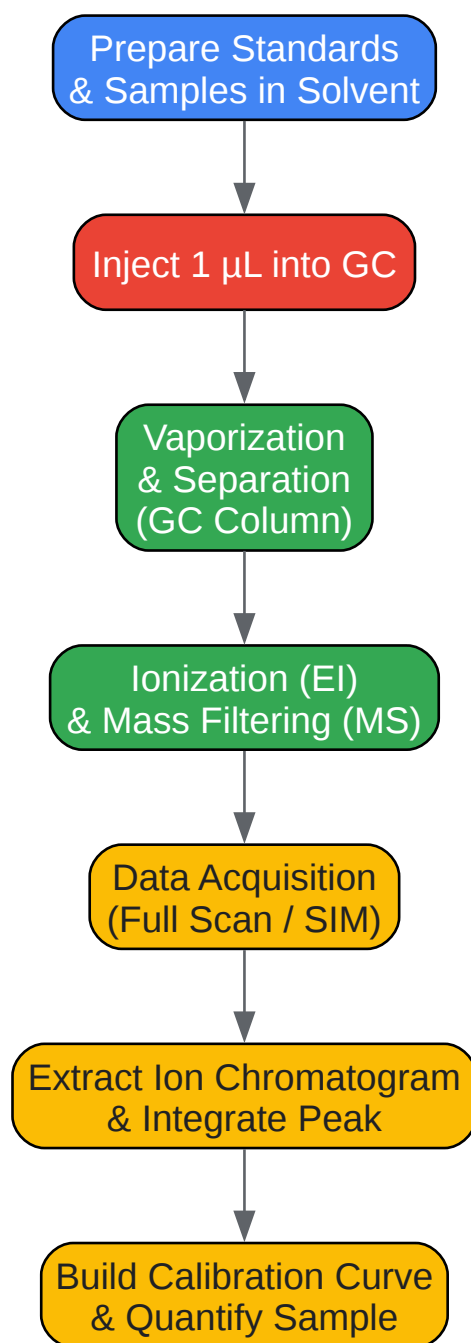 Prepare Standards
& Samples in Solvent
Inject 1 µL into GC
Vaporization
& Separation
(GC Column)
Ionization (EI)
& Mass Filtering (MS)
Data Acquisition
(Full Scan / SIM)
Extract Ion Chromatogram
& Integrate Peak
Build Calibration Curve
& Quantify Sample